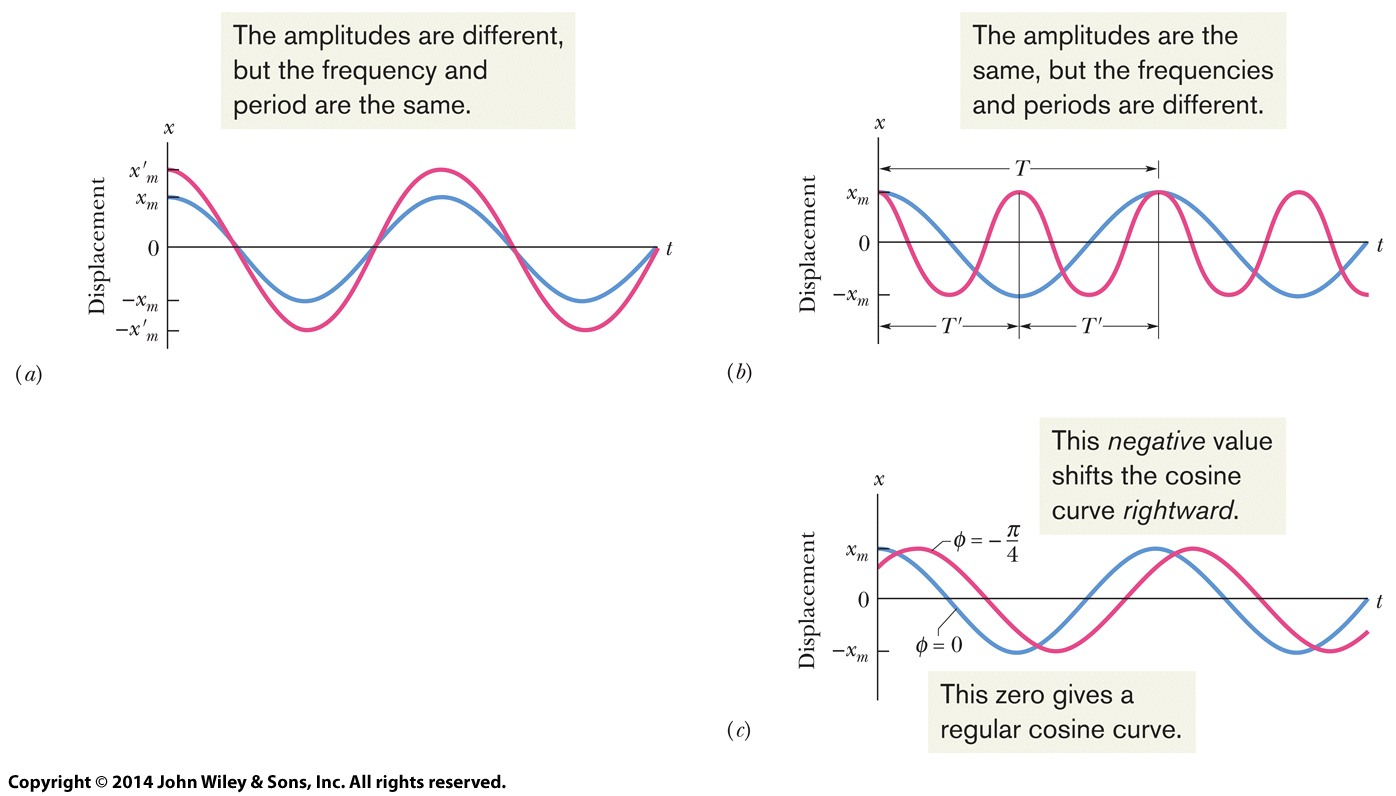 The amplitudes are different,
but the frequency and
period are the same.
x
x′m
xm
0
t
−xm
−x′m
Displacement
(a)
The amplitudes are the
same, but the frequencies
and periods are different.
x
T
xm
0
t
−xm
T′ T′
Displacement
(b)
This negative value
shifts the cosine
curve rightward.
x
ϕ = − π/4
xm
0
t
ϕ = 0
−xm
Displacement
This zero gives a
regular cosine curve.
(c)
Copyright © 2014 John Wiley & Sons, Inc. All rights reserved.